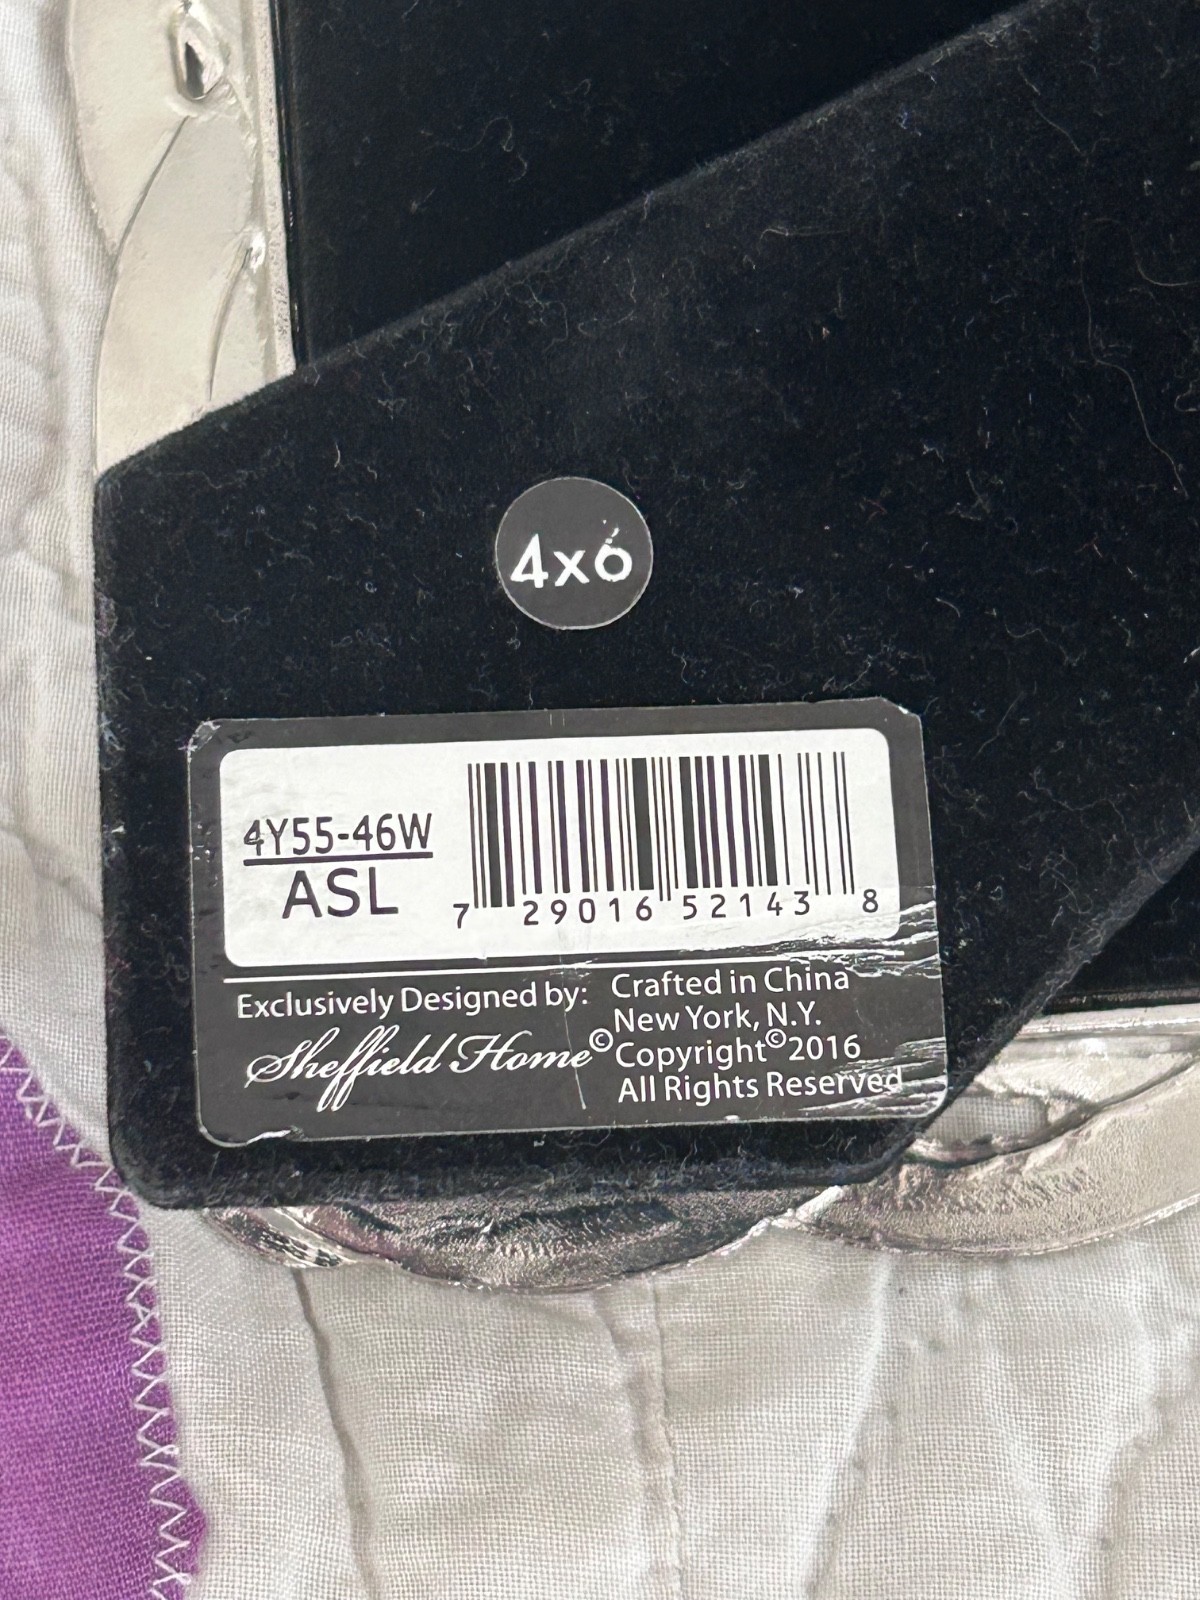 4x6
4Y55-46W
ASL
7 29016 52143 8
Exclusively Designed by:
Sheffield Home©
Crafted in China
New York, N.Y.
Copyright©2016
All Rights Reserved